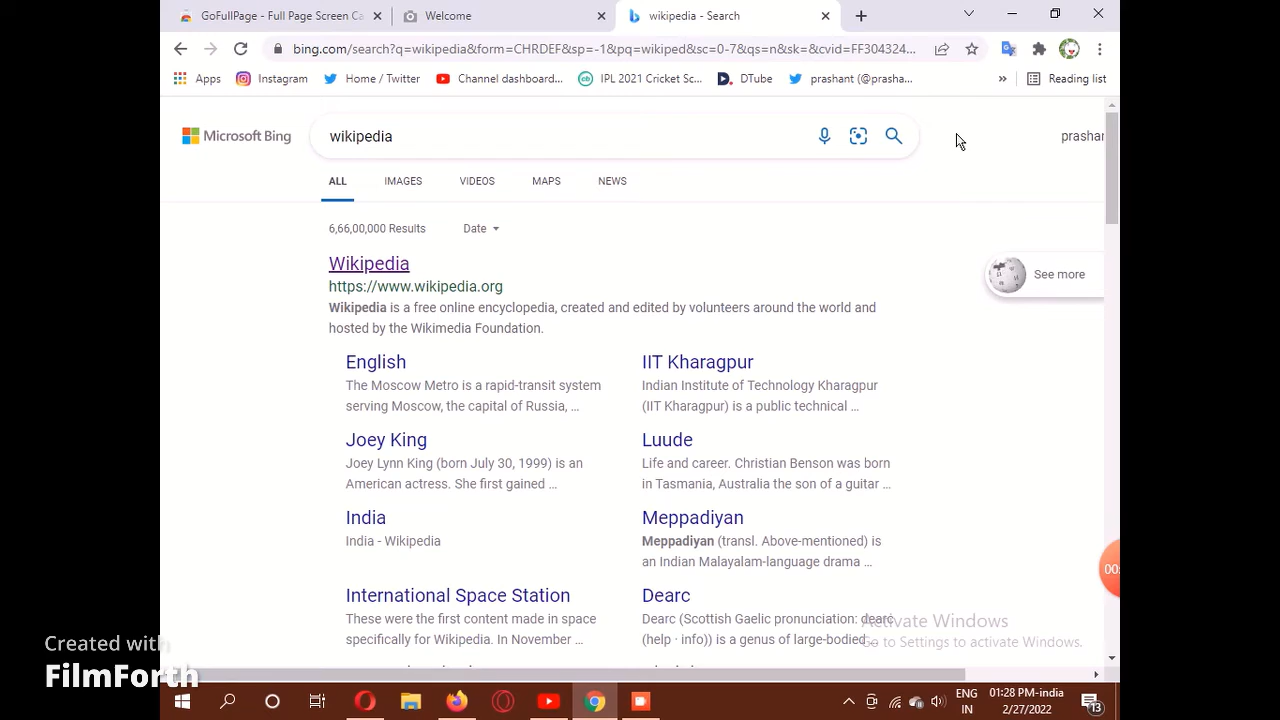 GoFullPage - Full Page Screen Ca
Welcome
wikipedia - Search
bing.com/search?q=wikipedia&form=CHRDEF&sp=-1&pq=wikiped&sc=0-7&qs=n&sk=&cvid=FF304324...
Apps
Instagram
Home / Twitter
Channel dashboard...
IPL 2021 Cricket Sc...
DTube
prashant (@prasha...
»
Reading list
Microsoft Bing
wikipedia
prashan
ALL
IMAGES
VIDEOS
MAPS
NEWS
6,66,00,000 Results
Date
Wikipedia
https://www.wikipedia.org
Wikipedia is a free online encyclopedia, created and edited by volunteers around the world and
hosted by the Wikimedia Foundation.
See more
English
The Moscow Metro is a rapid-transit system
serving Moscow, the capital of Russia, ...
IIT Kharagpur
Indian Institute of Technology Kharagpur
(IIT Kharagpur) is a public technical ...
Joey King
Joey Lynn King (born July 30, 1999) is an
American actress. She first gained ...
Luude
Life and career. Christian Benson was born
in Tasmania, Australia the son of a guitar ...
India
India - Wikipedia
Meppadiyan
Meppadiyan (transl. Above-mentioned) is
an Indian Malayalam-language drama ...
International Space Station
These were the first content made in space
specifically for Wikipedia. In November ...
Dearc
Dearc (Scottish Gaelic pronunciation: dearc
(help · info)) is a genus of large-bodied...
00:
Activate Windows
Go to Settings to activate Windows.
Created with
FilmForth
ENG
IN
01:28 PM-india
2/27/2022
13